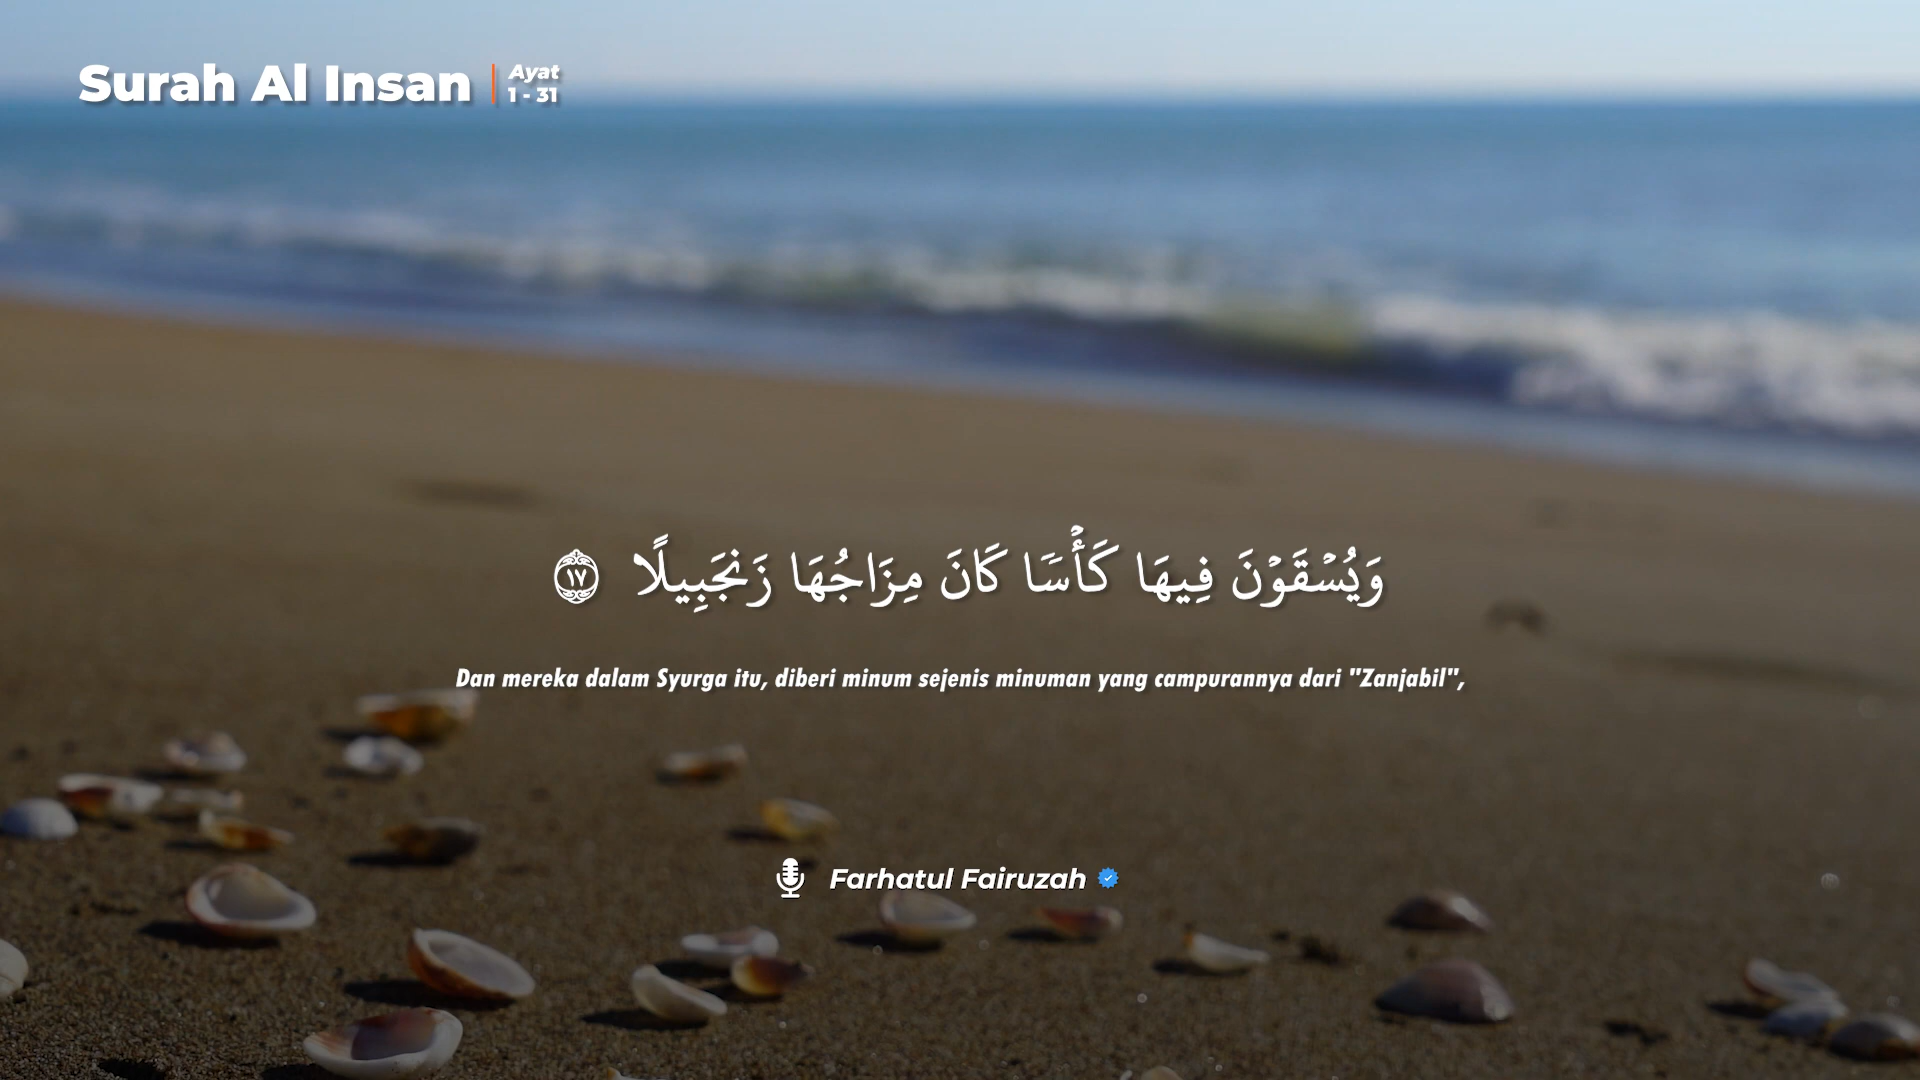 Surah Al Insan
Ayat
1 - 31
وَيُسْقَوْنَ فِيهَا كَأْسًا كَانَ مِزَاجُهَا زَنجَبِيلًا ١٧
Dan mereka dalam Syurga itu, diberi minum sejenis minuman yang campurannya dari "Zanjabil",
Farhatul Fairuzah